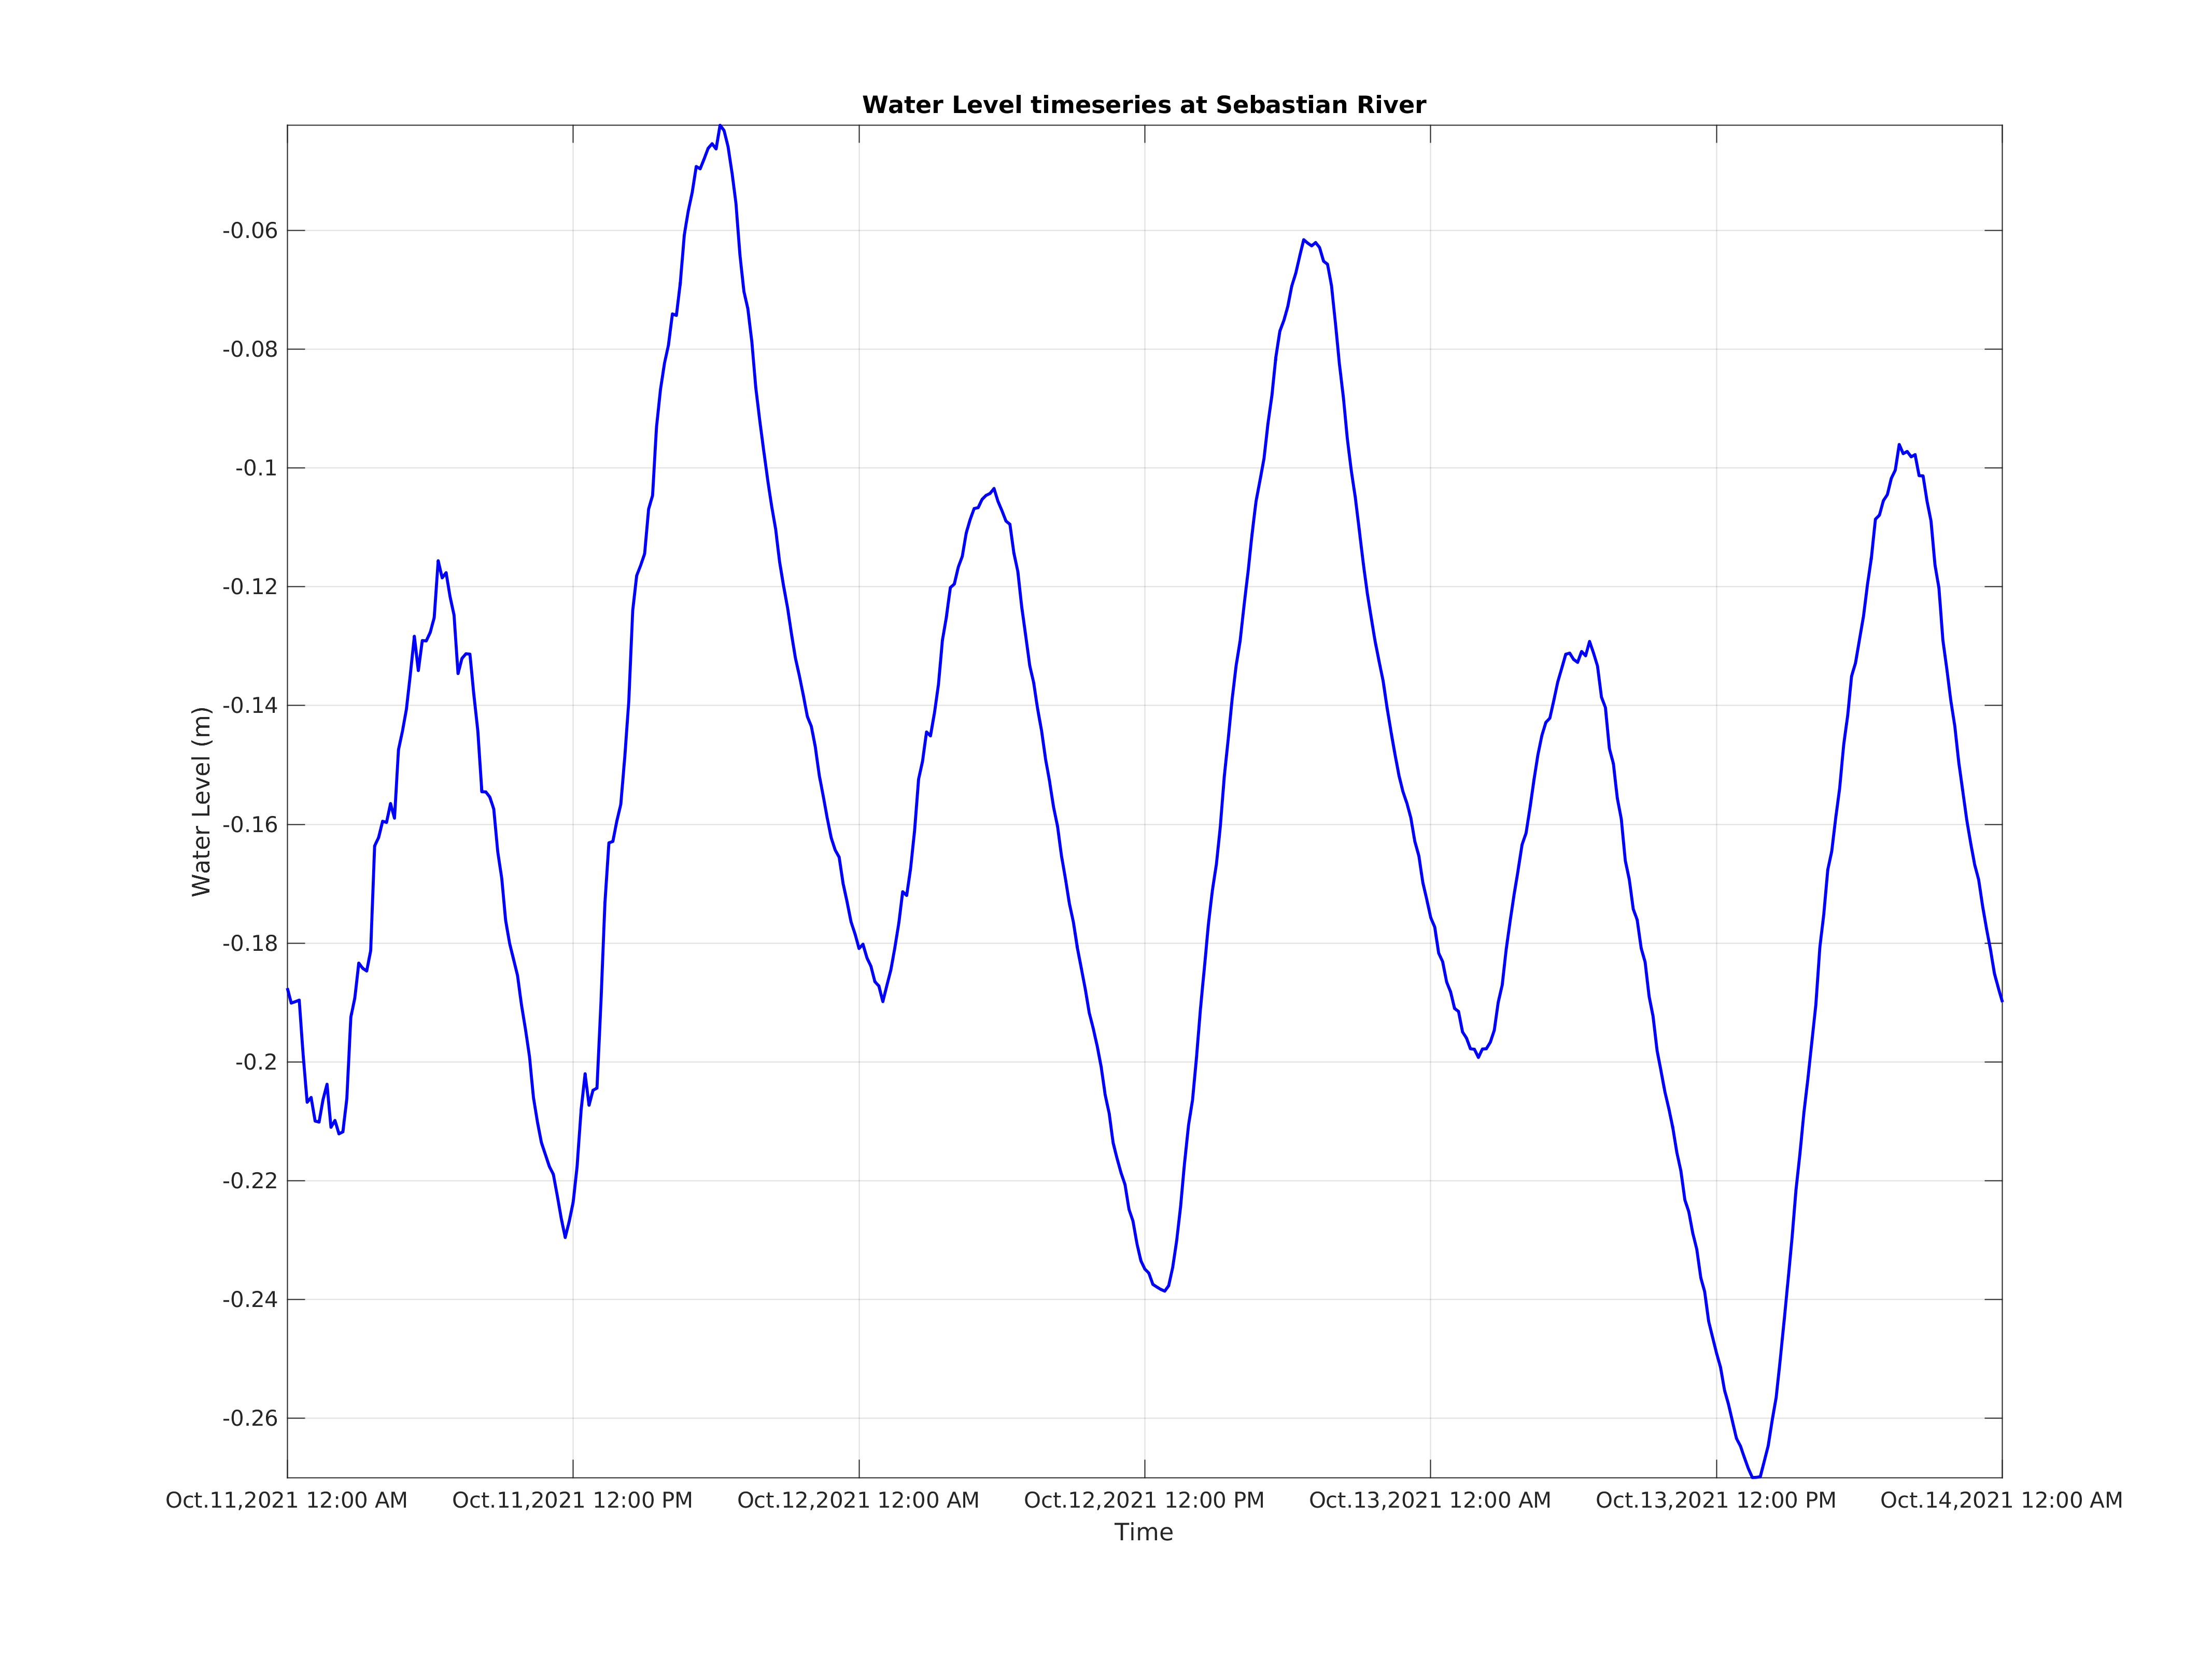 Water Level timeseries at Sebastian River
-0.06
-0.08
-0.1
-0.12
-0.14
-0.16
-0.18
-0.2
-0.22
-0.24
-0.26
Water Level (m)
Oct.11,2021 12:00 AM Oct.11,2021 12:00 PM Oct.12,2021 12:00 AM Oct.12,2021 12:00 PM Oct.13,2021 12:00 AM Oct.13,2021 12:00 PM Oct.14,2021 12:00 AM
Time